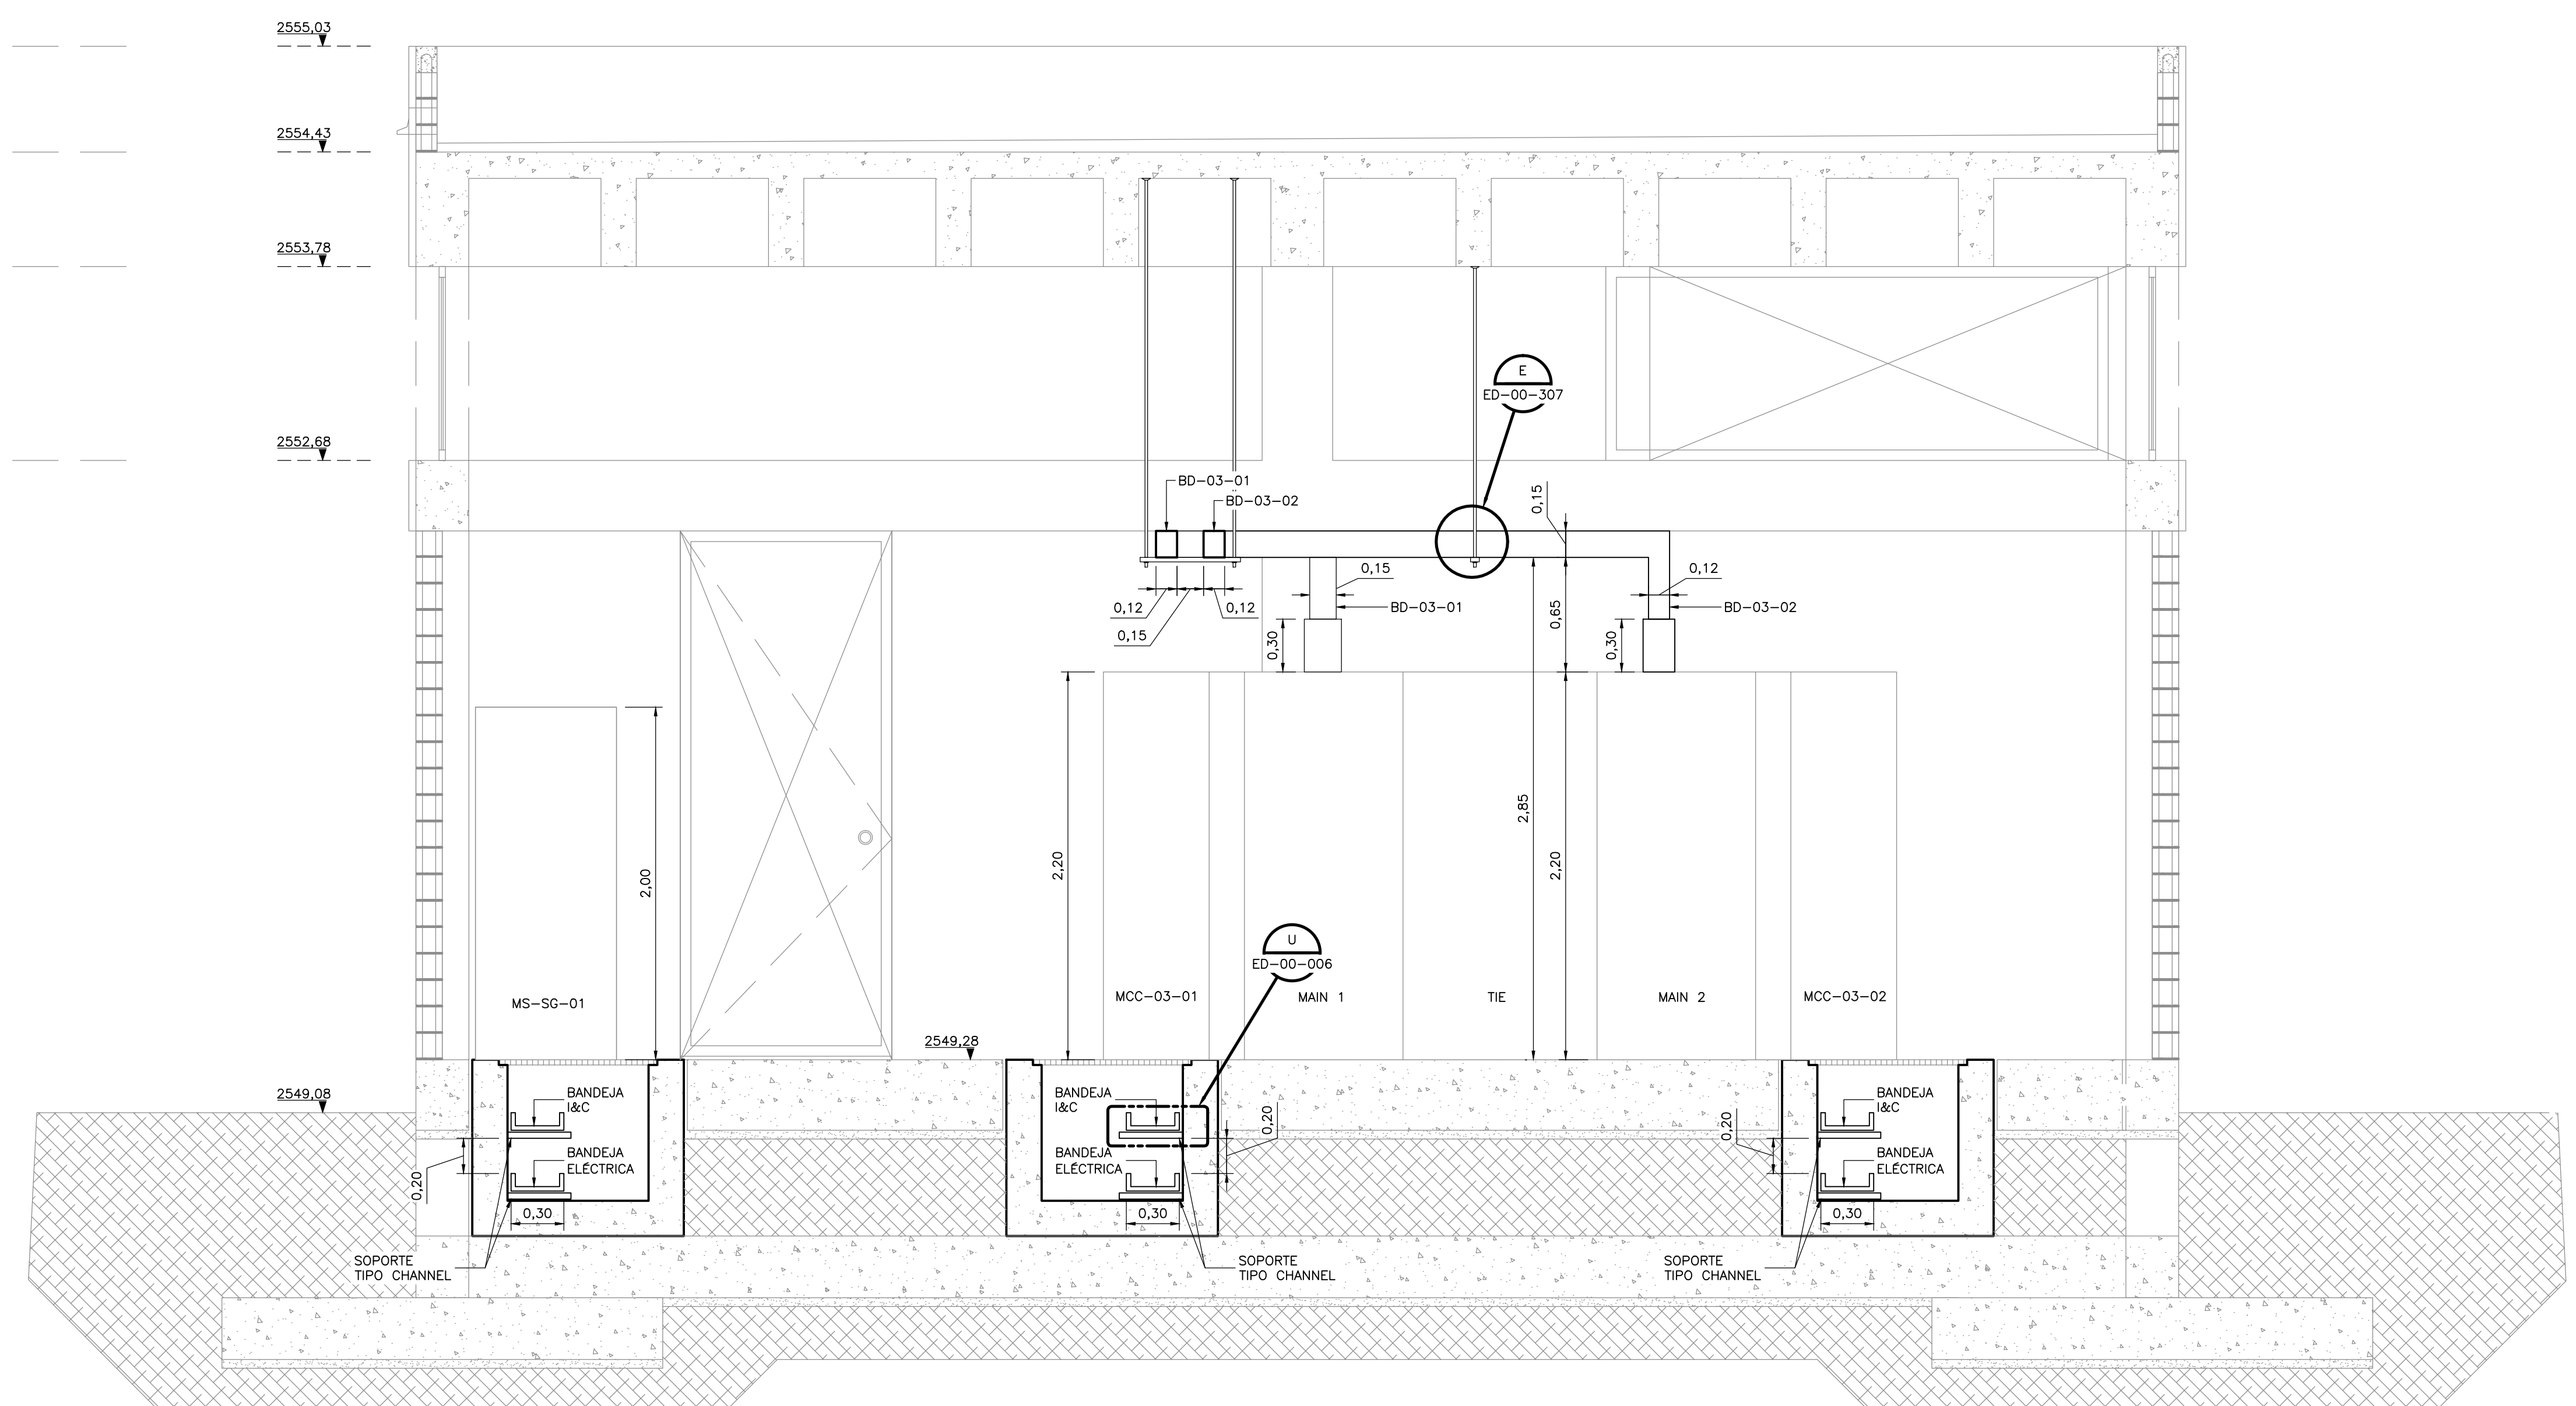 2555,03
2554,43
2553,78
2552,68
E
ED-00-307
BD-03-01
BD-03-02
0,15
0,12
0,15
0,12
0,15
BD-03-01
0,30
0,12
BD-03-02
0,30
0,65
2,00
2,20
2,85
2,20
U
ED-00-006
MS-SG-01
MCC-03-01
MAIN 1
TIE
MAIN 2
MCC-03-02
2549,28
2549,08
BANDEJA
I&C
BANDEJA
ELÉCTRICA
0,20
0,30
SOPORTE
TIPO CHANNEL
BANDEJA
I&C
BANDEJA
ELÉCTRICA
0,20
0,30
SOPORTE
TIPO CHANNEL
BANDEJA
I&C
BANDEJA
ELÉCTRICA
0,20
0,30
SOPORTE
TIPO CHANNEL